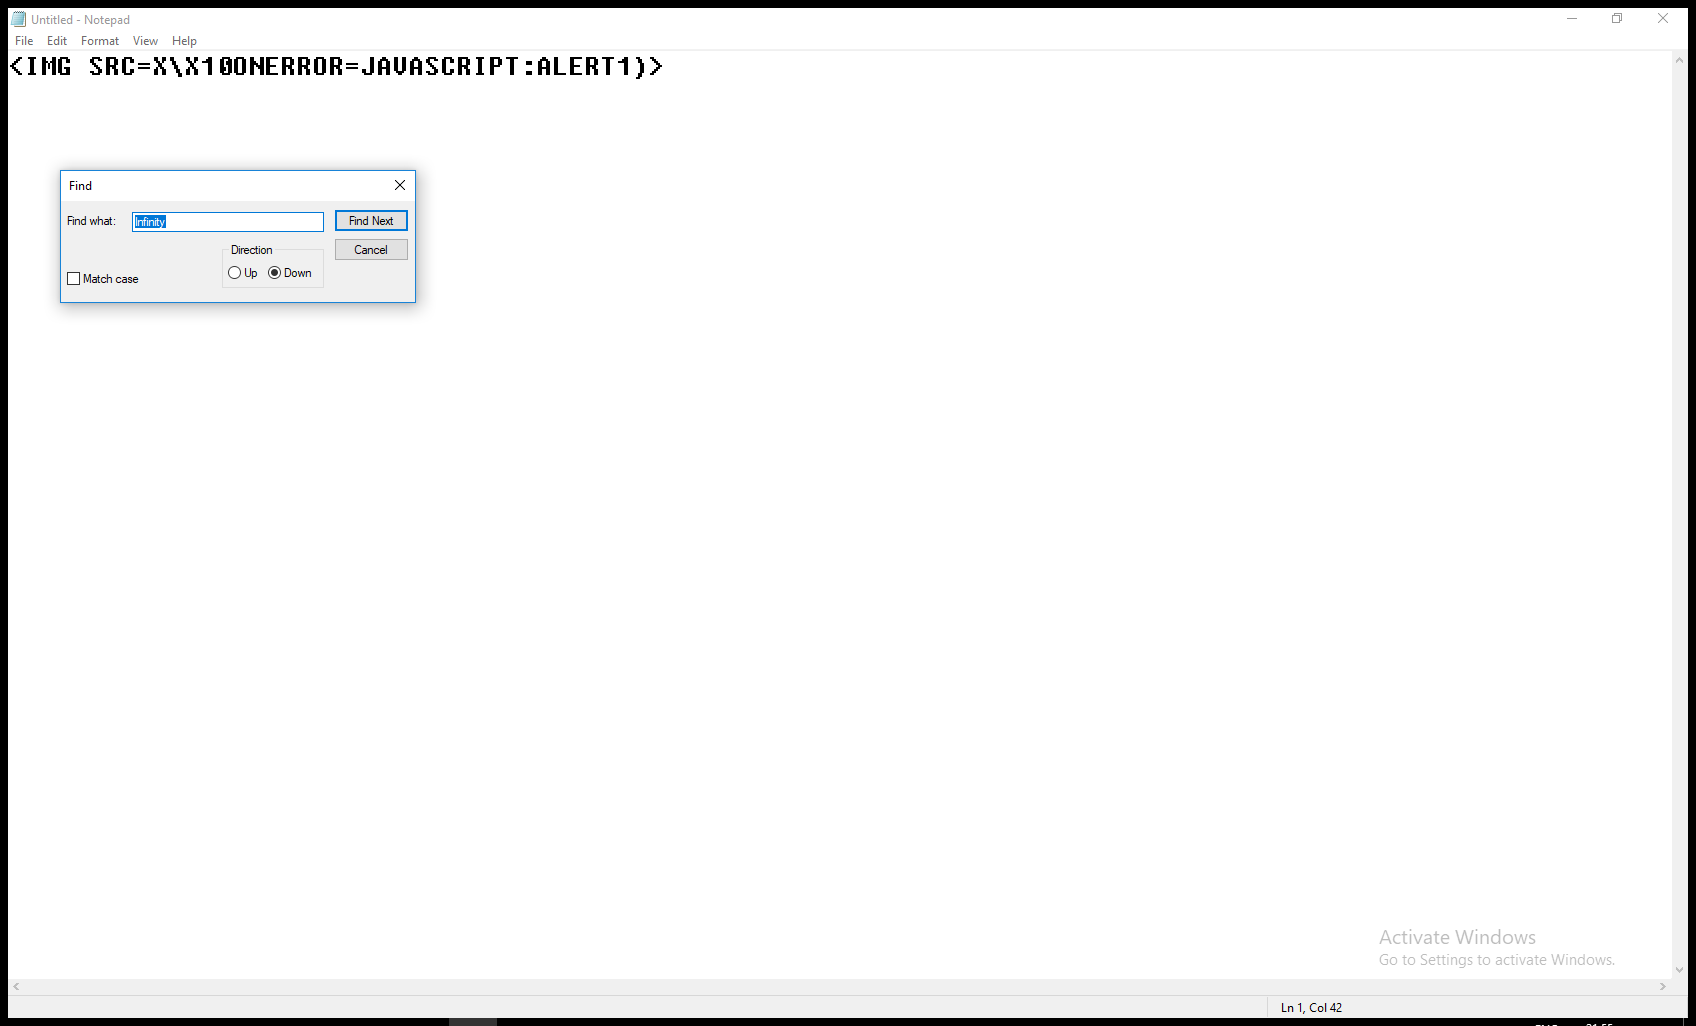 Untitled - Notepad
File Edit Format View Help
<IMG SRC=X\X10ONERROR=JAVASCRIPT:ALERT1)>
Find
Find what: Infinity Find Next
Direction Cancel
Up Down
Match case
Activate Windows
Go to Settings to activate Windows.
Ln 1, Col 42